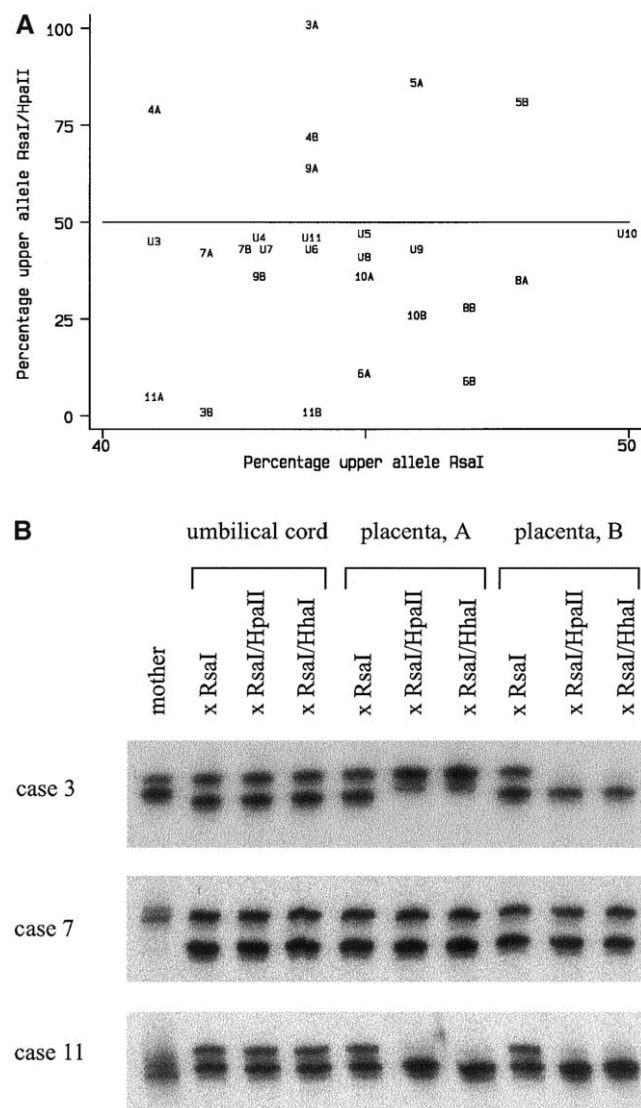 A
Percentage upper allele RsaI/HpaII
100
75
50
25
0
3A
5A
5B
4A
4B
9A
U3
7A
7B
U4
U7
U11
U6
U5
U8
U9
U10
9B
10A
8A
10B
8B
6A
6B
11A
3B
11B
40
50
Percentage upper allele RsaI
B
umbilical cord
placenta, A
placenta, B
mother
x RsaI
x RsaI/HpaII
x RsaI/HhaI
x RsaI
x RsaI/HpaII
x RsaI/HhaI
x RsaI
x RsaI/HpaII
x RsaI/HhaI
case 3
case 7
case 11